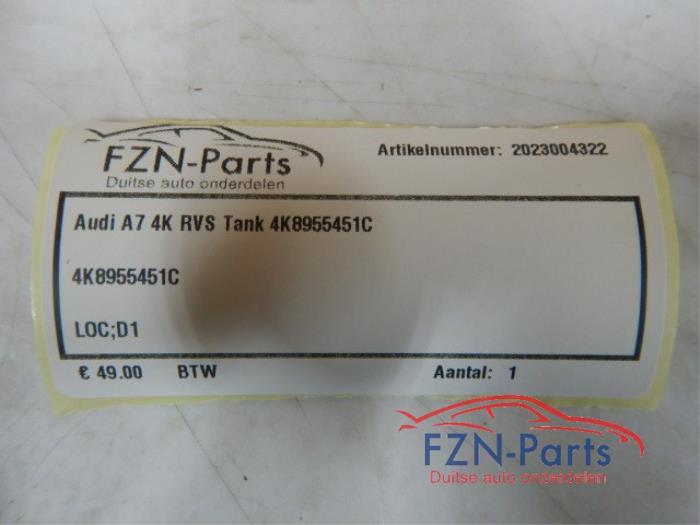 FZN-Parts
Duitse auto onderdelen
Artikelnummer: 2023004322
Audi A7 4K RVS Tank 4K8955451C
4K8955451C
LOC;D1
€ 49.00 BTW Aantal: 1
FZN-Parts
Duitse auto onderdelen